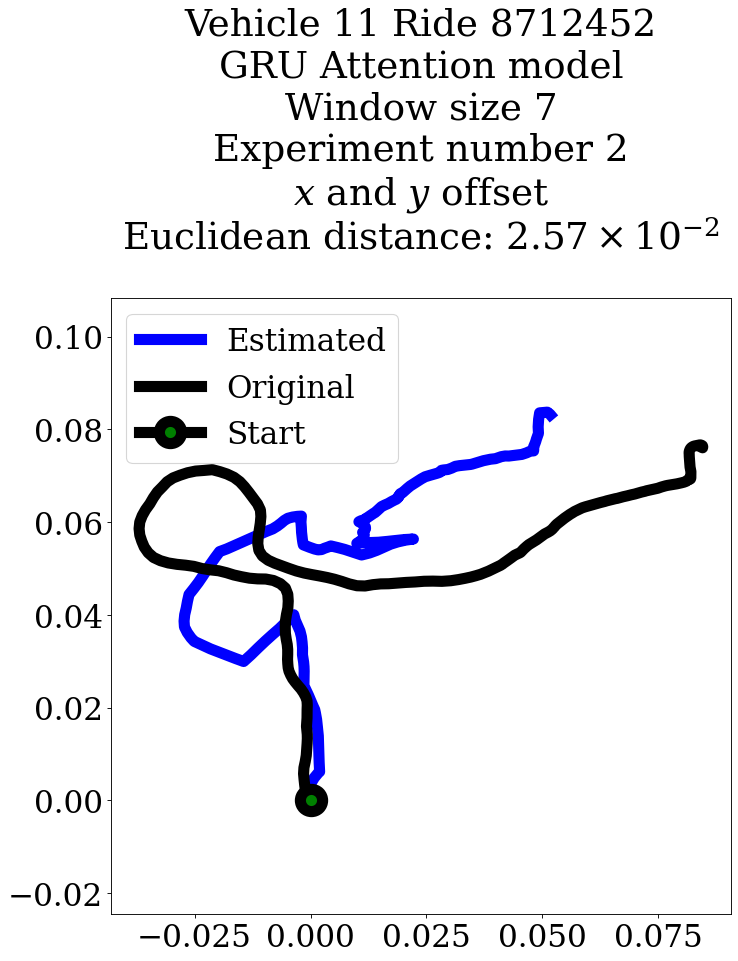 Vehicle 11 Ride 8712452
GRU Attention model
Window size 7
Experiment number 2
x and y offset
Euclidean distance: 2.57 × 10⁻²
Estimated
Original
Start
0.10
0.08
0.06
0.04
0.02
0.00
−0.02
−0.025 0.000 0.025 0.050 0.075